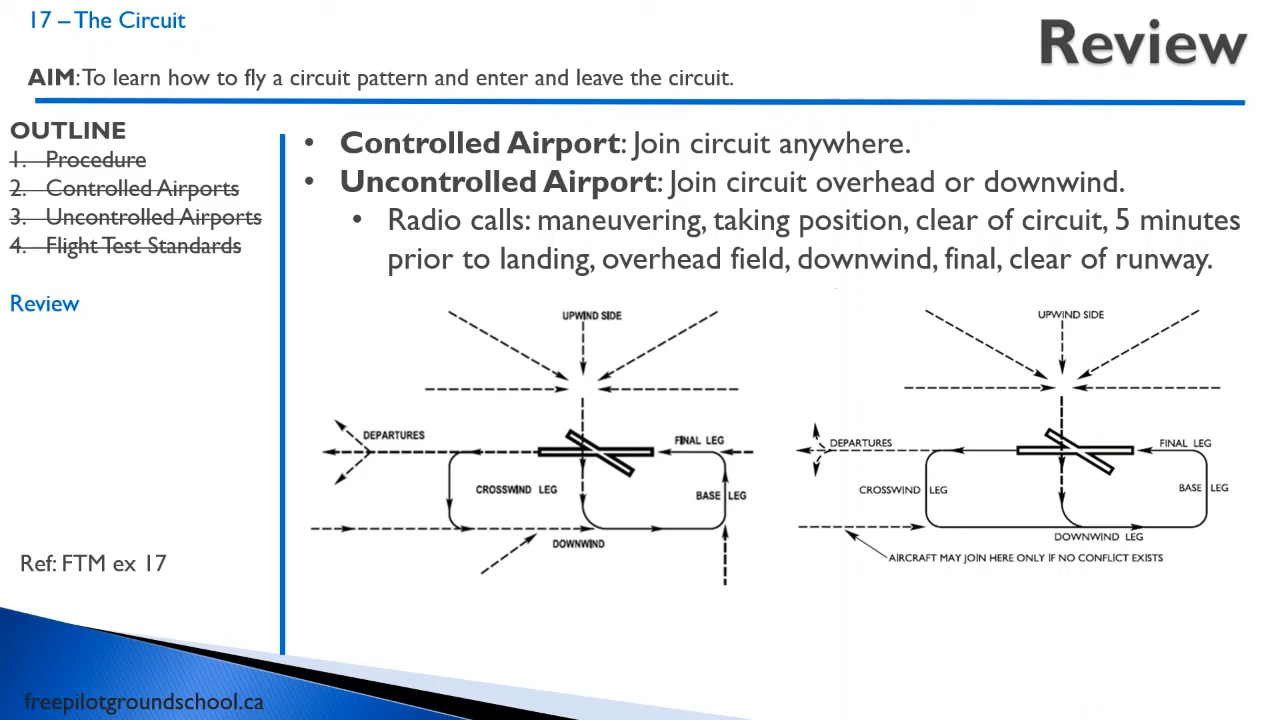 17 – The Circuit
Review
AIM: To learn how to fly a circuit pattern and enter and leave the circuit.
OUTLINE
1. Procedure
2. Controlled Airports
3. Uncontrolled Airports
4. Flight Test Standards
Review
Ref: FTM ex 17
freepilotgroundschool.ca
• Controlled Airport: Join circuit anywhere.
• Uncontrolled Airport: Join circuit overhead or downwind.
• Radio calls: maneuvering, taking position, clear of circuit, 5 minutes
prior to landing, overhead field, downwind, final, clear of runway.
UPWIND SIDE
DEPARTURES
FINAL LEG
CROSSWIND LEG
BASE LEG
DOWNWIND
UPWIND SIDE
DEPARTURES
FINAL LEG
CROSSWIND LEG
BASE LEG
DOWNWIND LEG
AIRCRAFT MAY JOIN HERE ONLY IF NO CONFLICT EXISTS